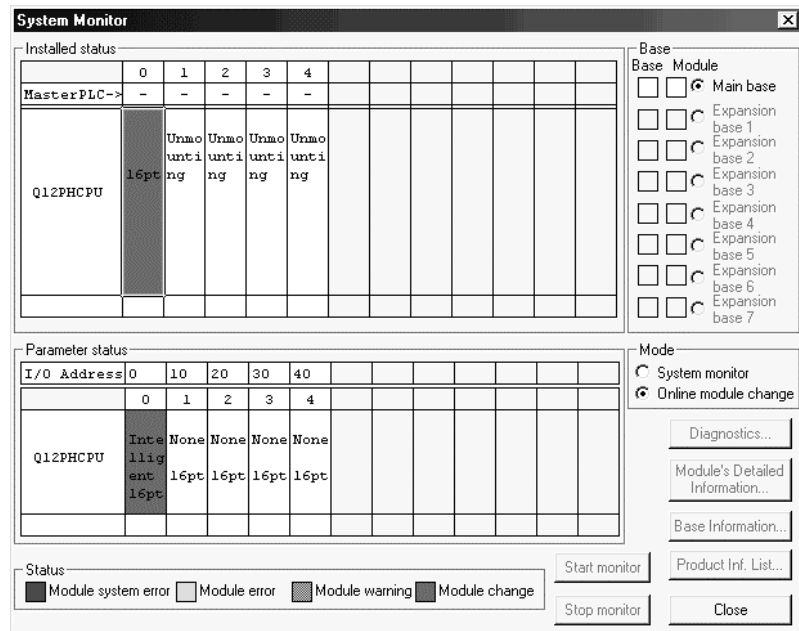 System Monitor
Installed status
0 1 2 3 4
MasterPLC-> - - - - -
Q12PHCPU
16pt
Unmo
unti
ng
Unmo
unti
ng
Unmo
unti
ng
Unmo
unti
ng
Base
Base Module
Main base
Expansion
base 1
Expansion
base 2
Expansion
base 3
Expansion
base 4
Expansion
base 5
Expansion
base 6
Expansion
base 7
Parameter status
I/O Address 0 10 20 30 40
0 1 2 3 4
Q12PHCPU
Inte
llig
ent
16pt
None
16pt
None
16pt
None
16pt
None
16pt
Mode
System monitor
Online module change
Diagnostics...
Module's Detailed
Information...
Base Information...
Product Inf. List...
Status
Module system error Module error Module warning Module change
Start monitor
Stop monitor
Close